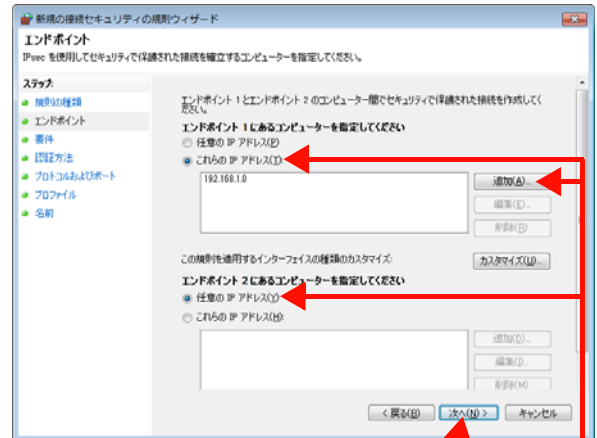 新規の接続セキュリティの規則ウィザード
エンドポイント
IPsec を使用してセキュリティで保護された接続を確立するコンピューターを指定してください。
ステップ:
規則の種類
エンドポイント
要件
認証方法
プロトコルおよびポート
プロファイル
名前
エンドポイント 1 とエンドポイント 2 のコンピューター間でセキュリティで保護された接続を作成してく
ださい。
エンドポイント 1 にあるコンピューターを指定してください
任意の IP アドレス(P)
これらの IP アドレス(T):
192.168.1.0
追加(A)...
編集(E)...
削除(R)
この規則を適用するインターフェイスの種類のカスタマイズ:
カスタマイズ(U)...
エンドポイント 2 にあるコンピューターを指定してください
任意の IP アドレス(Y)
これらの IP アドレス(H):
追加(D)...
編集(I)...
削除(M)
< 戻る(B)
次へ(N) >
キャンセル